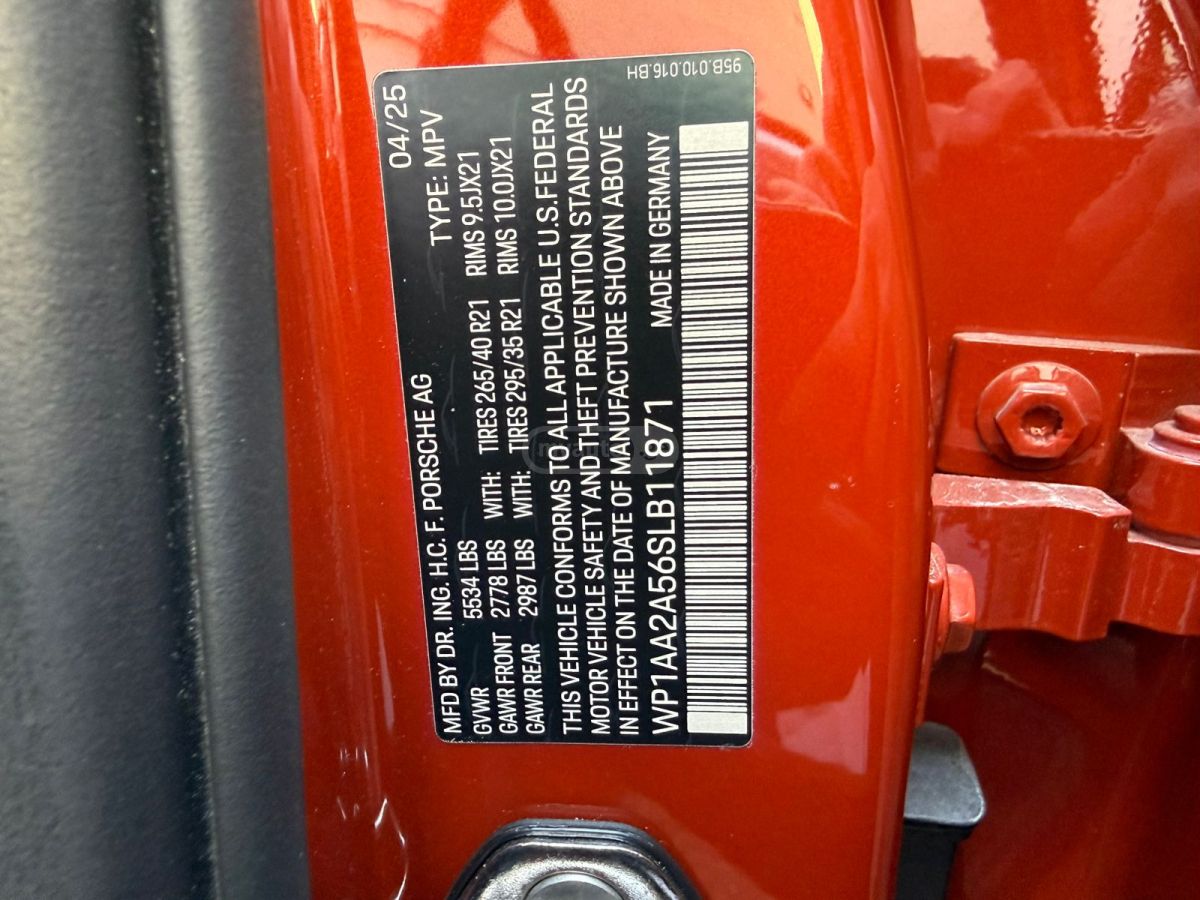 04/25
MFD BY DR. ING. H.C. F. PORSCHE AG
TYPE: MPV
GVWR 5534 LBS
GAWR FRONT 2778 LBS WITH: TIRES 265/40 R21 RIMS 9.5JX21
GAWR REAR 2987 LBS WITH: TIRES 295/35 R21 RIMS 10.0JX21
THIS VEHICLE CONFORMS TO ALL APPLICABLE U.S.FEDERAL
MOTOR VEHICLE SAFETY AND THEFT PREVENTION STANDARDS
IN EFFECT ON THE DATE OF MANUFACTURE SHOWN ABOVE
WP1AA2A56SLB11871 MADE IN GERMANY
95B.010.016.BH